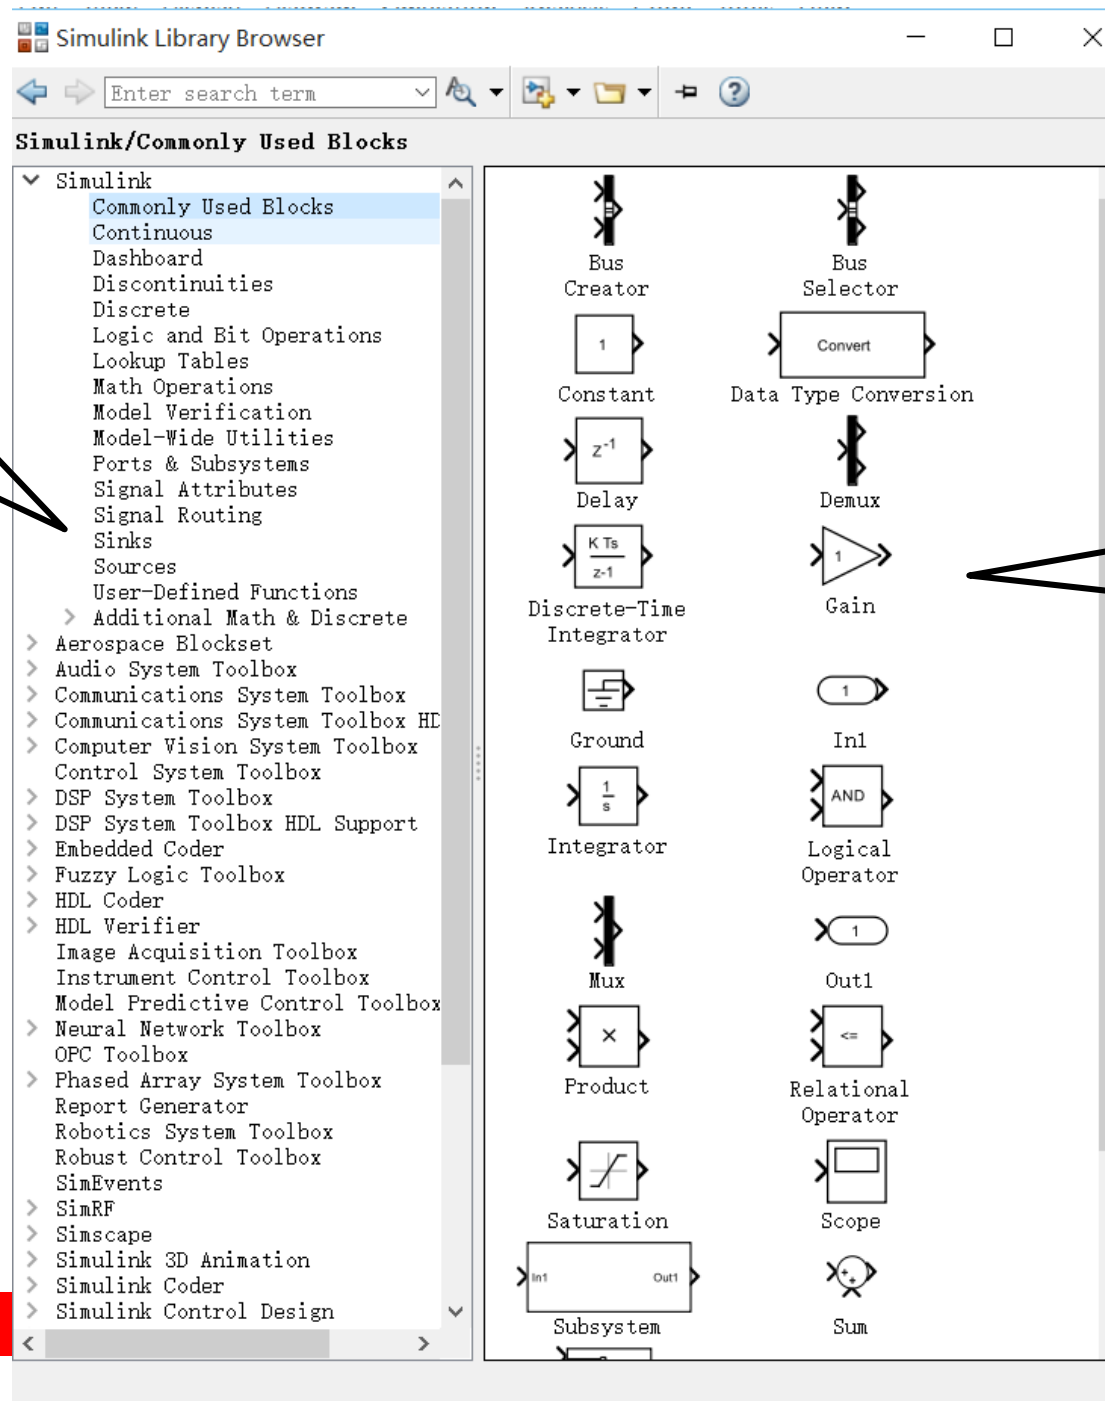 Simulink Library Browser
Enter search term
Simulink/Commonly Used Blocks
Simulink
Commonly Used Blocks
Continuous
Dashboard
Discontinuities
Discrete
Logic and Bit Operations
Lookup Tables
Math Operations
Model Verification
Model-Wide Utilities
Ports & Subsystems
Signal Attributes
Signal Routing
Sinks
Sources
User-Defined Functions
Additional Math & Discrete
Aerospace Blockset
Audio System Toolbox
Communications System Toolbox
Communications System Toolbox HD
Computer Vision System Toolbox
Control System Toolbox
DSP System Toolbox
DSP System Toolbox HDL Support
Embedded Coder
Fuzzy Logic Toolbox
HDL Coder
HDL Verifier
Image Acquisition Toolbox
Instrument Control Toolbox
Model Predictive Control Toolbox
Neural Network Toolbox
OPC Toolbox
Phased Array System Toolbox
Report Generator
Robotics System Toolbox
Robust Control Toolbox
SimEvents
SimRF
Simscape
Simulink 3D Animation
Simulink Coder
Simulink Control Design
Bus
Creator
Bus
Selector
1
Constant
Convert
Data Type Conversion
z-1
Delay
Demux
K Ts
z-1
Discrete-Time
Integrator
1
Gain
Ground
1
In1
1
s
Integrator
AND
Logical
Operator
Mux
1
Out1
×
Product
<=
Relational
Operator
Saturation
Scope
In1 Out1
Subsystem
+
+
Sum